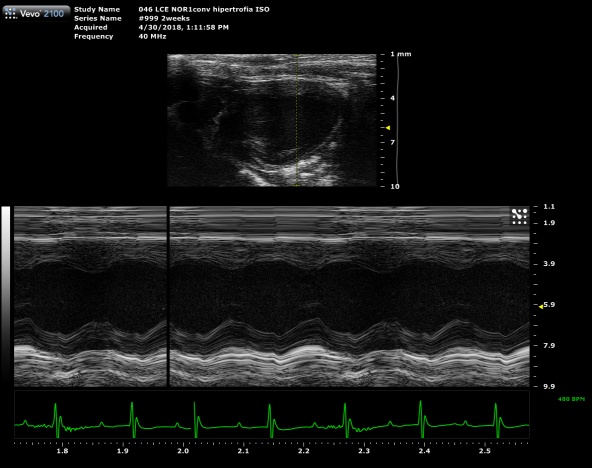 Vevo 2100
Study Name 046 LCE NOR1conv hipertrofia ISO
Series Name #999 2weeks
Acquired 4/30/2018, 1:11:58 PM
Frequency 40 MHz
1 mm
4
7
10
1.1
1.9
3.9
5.9
7.9
9.9
480 BPM
1.8 1.9 2.0 2.1 2.2 2.3 2.4 2.5